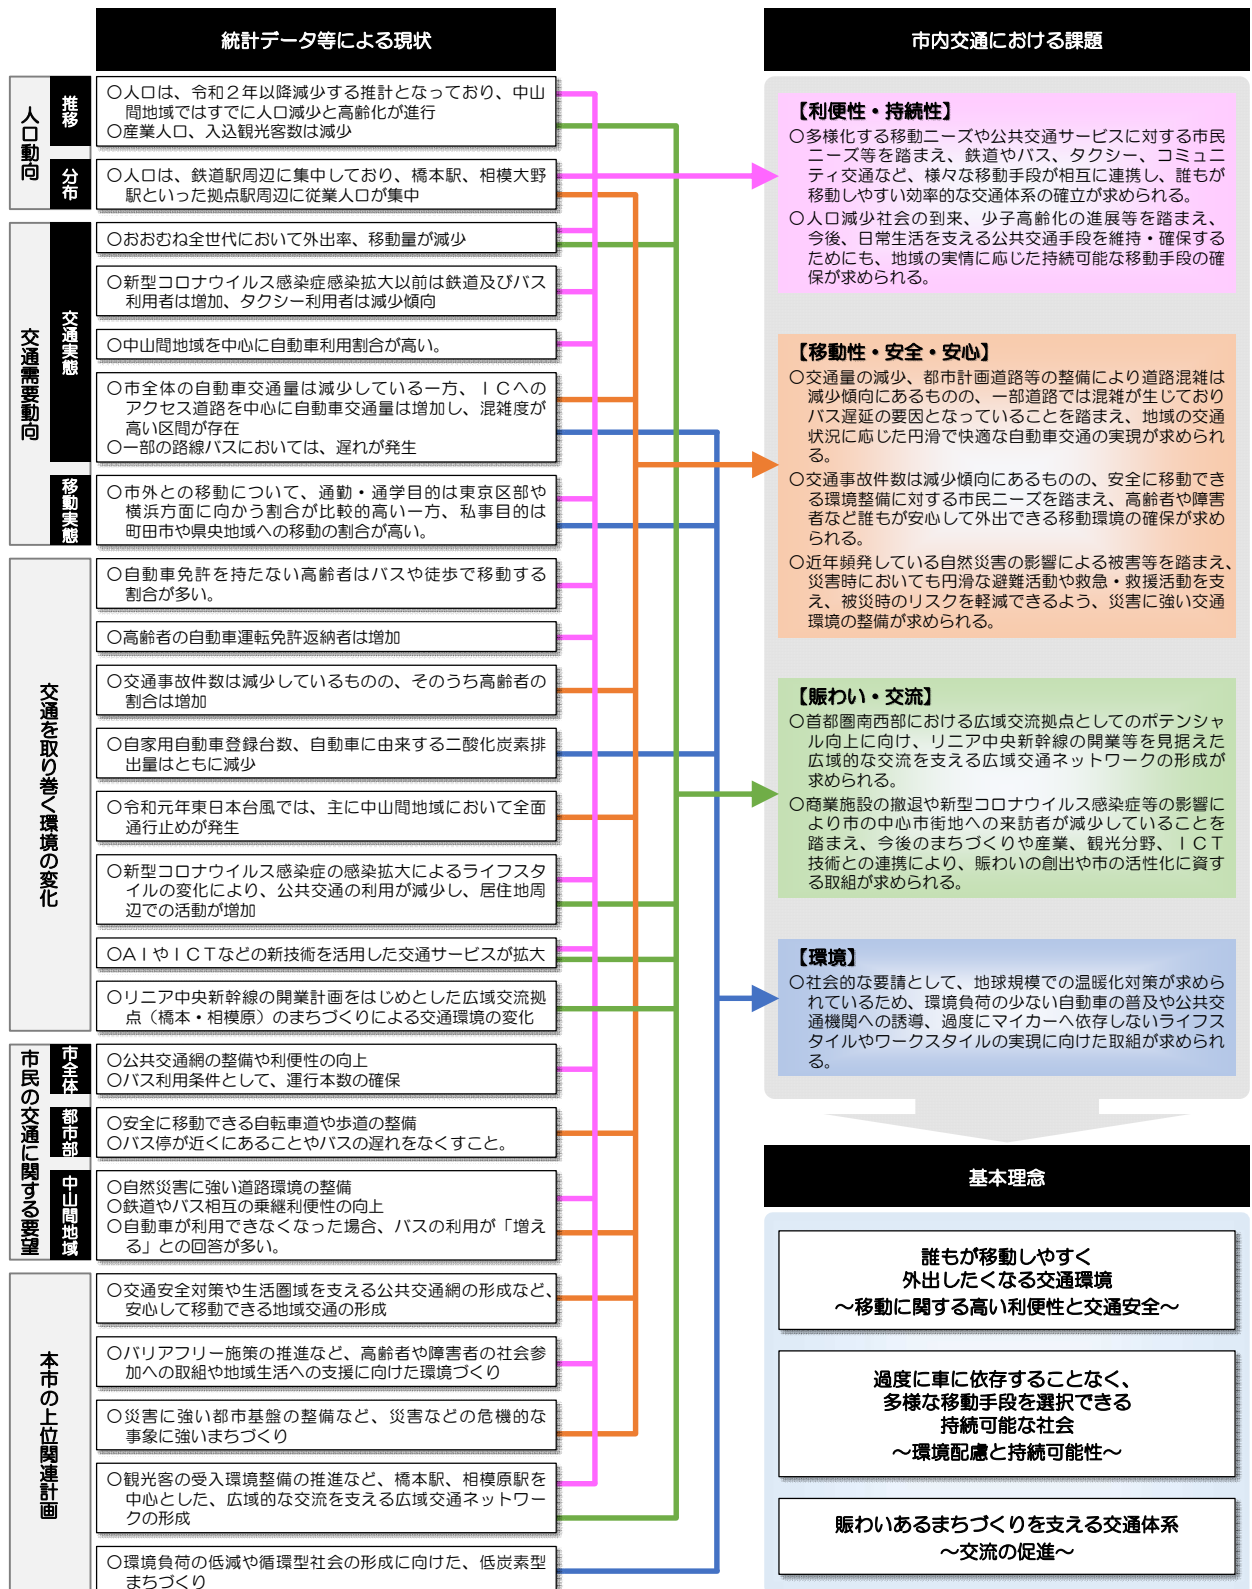 統計データ等による現状
人口動向
推移
○人口は、令和２年以降減少する推計となっており、中山
間地域ではすでに人口減少と高齢化が進行
○産業人口、入込観光客数は減少
分布
○人口は、鉄道駅周辺に集中しており、橋本駅、相模大野
駅といった拠点駅周辺に従業人口が集中
交通需要動向
交通実態
○おおむね全世代において外出率、移動量が減少
○新型コロナウイルス感染症感染拡大以前は鉄道及びバス
利用者は増加、タクシー利用者は減少傾向
○中山間地域を中心に自動車利用割合が高い。
○市全体の自動車交通量は減少している一方、ＩＣへの
アクセス道路を中心に自動車交通量は増加し、混雑度が
高い区間が存在
○一部の路線バスにおいては、遅れが発生
移動実態
○市外との移動について、通勤・通学目的は東京区部や
横浜方面に向かう割合が比較的高い一方、私事目的は
町田市や県央地域への移動の割合が高い。
交通を取り巻く環境の変化
○自動車免許を持たない高齢者はバスや徒歩で移動する
割合が多い。
○高齢者の自動車運転免許返納者は増加
○交通事故件数は減少しているものの、そのうち高齢者の
割合は増加
○自家用自動車登録台数、自動車に由来する二酸化炭素排
出量はともに減少
○令和元年東日本台風では、主に中山間地域において全面
通行止めが発生
○新型コロナウイルス感染症の感染拡大によるライフスタ
イルの変化により、公共交通の利用が減少し、居住地周
辺での活動が増加
○ＡＩやＩＣＴなどの新技術を活用した交通サービスが拡大
○リニア中央新幹線の開業計画をはじめとした広域交流拠
点（橋本・相模原）のまちづくりによる交通環境の変化
市民の交通に関する要望
市全体
○公共交通網の整備や利便性の向上
○バス利用条件として、運行本数の確保
都市部
○安全に移動できる自転車道や歩道の整備
○バス停が近くにあることやバスの遅れをなくすこと。
中山間地域
○自然災害に強い道路環境の整備
○鉄道やバス相互の乗継利便性の向上
○自動車が利用できなくなった場合、バスの利用が「増え
る」との回答が多い。
本市の上位関連計画
○交通安全対策や生活圏域を支える公共交通網の形成など、
安心して移動できる地域交通の形成
○バリアフリー施策の推進など、高齢者や障害者の社会参
加への取組や地域生活への支援に向けた環境づくり
○災害に強い都市基盤の整備など、災害などの危機的な
事象に強いまちづくり
○観光客の受入環境整備の推進など、橋本駅、相模原駅を
中心とした、広域的な交流を支える広域交通ネットワー
クの形成
○環境負荷の低減や循環型社会の形成に向けた、低炭素型
まちづくり
市内交通における課題
【利便性・持続性】
○多様化する移動ニーズや公共交通サービスに対する市民
ニーズ等を踏まえ、鉄道やバス、タクシー、コミュニ
ティ交通など、様々な移動手段が相互に連携し、誰もが
移動しやすい効率的な交通体系の確立が求められる。
○人口減少社会の到来、少子高齢化の進展等を踏まえ、
今後、日常生活を支える公共交通手段を維持・確保する
ためにも、地域の実情に応じた持続可能な移動手段の確
保が求められる。
【移動性・安全・安心】
○交通量の減少、都市計画道路等の整備により道路混雑は
減少傾向にあるものの、一部道路では混雑が生じており
バス遅延の要因となっていることを踏まえ、地域の交通
状況に応じた円滑で快適な自動車交通の実現が求められ
る。
○交通事故件数は減少傾向にあるものの、安全に移動でき
る環境整備に対する市民ニーズを踏まえ、高齢者や障害
者など誰もが安心して外出できる移動環境の確保が求め
られる。
○近年頻発している自然災害の影響による被害等を踏まえ、
災害時においても円滑な避難活動や救急・救援活動を支
え、被災時のリスクを軽減できるよう、災害に強い交通
環境の整備が求められる。
【賑わい・交流】
○首都圏南西部における広域交流拠点としてのポテンシャ
ル向上に向け、リニア中央新幹線の開業等を見据えた
広域的な交流を支える広域交通ネットワークの形成が
求められる。
○商業施設の撤退や新型コロナウイルス感染症等の影響に
より市の中心市街地への来訪者が減少していることを
踏まえ、今後のまちづくりや産業、観光分野、ＩＣＴ
技術との連携により、賑わいの創出や市の活性化に資す
る取組が求められる。
【環境】
○社会的な要請として、地球規模での温暖化対策が求めら
れているため、環境負荷の少ない自動車の普及や公共交
通機関への誘導、過度にマイカーへ依存しないライフス
タイルやワークスタイルの実現に向けた取組が求められ
る。
基本理念
誰もが移動しやすく
外出したくなる交通環境
～移動に関する高い利便性と交通安全～
過度に車に依存することなく、
多様な移動手段を選択できる
持続可能な社会
～環境配慮と持続可能性～
賑わいあるまちづくりを支える交通体系
～交流の促進～